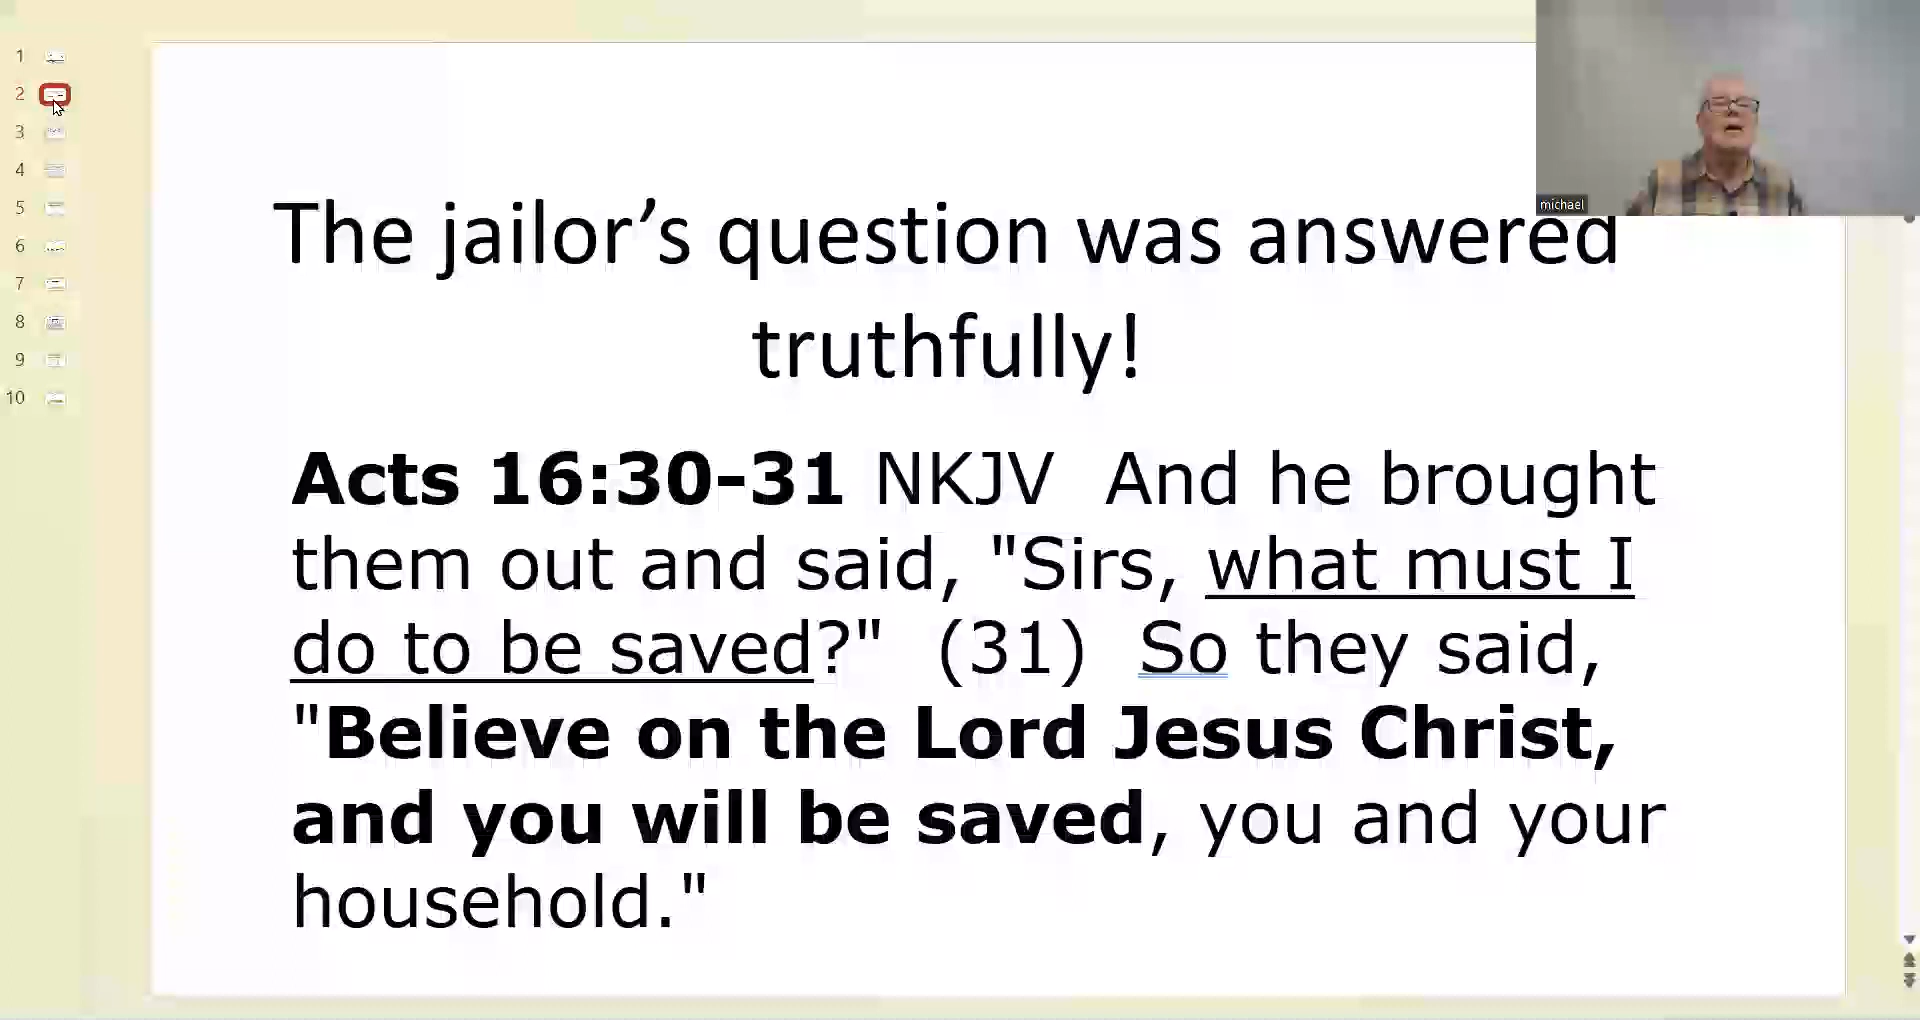 1
2
3
4
5
6
7
8
9
10
michael
The jailor’s question was answered
truthfully!
Acts 16:30-31 NKJV  And he brought
them out and said, "Sirs, what must I
do to be saved?"  (31)  So they said,
"Believe on the Lord Jesus Christ,
and you will be saved, you and your
household."